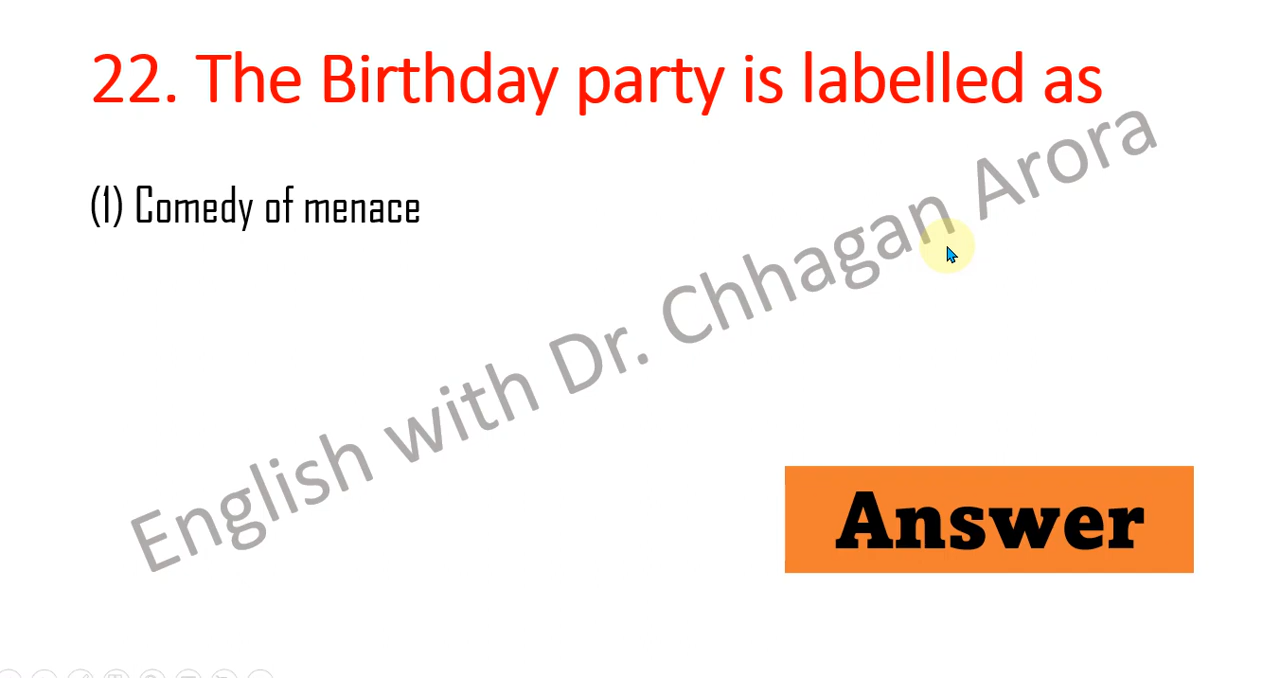 22. The Birthday party is labelled as
(1) Comedy of menace
English with Dr. Chhagan Arora
Answer